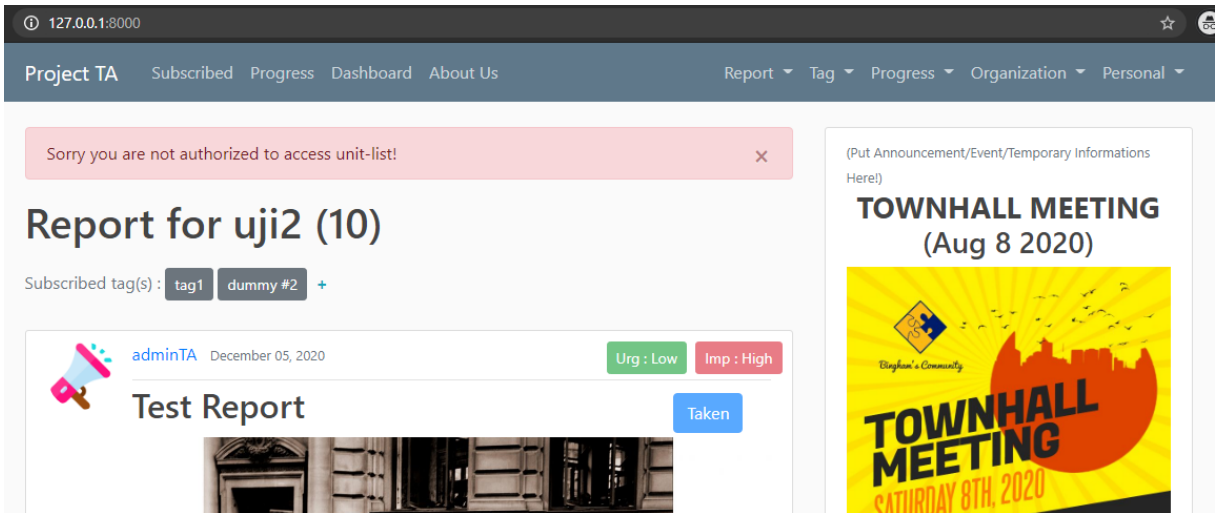 127.0.0.1:8000
Project TA Subscribed Progress Dashboard About Us Report Tag Progress Organization Personal
Sorry you are not authorized to access unit-list! ×
Report for uji2 (10)
Subscribed tag(s) : tag1 dummy #2 +
adminTA December 05, 2020 Urg : Low Imp : High
Test Report Taken
(Put Announcement/Event/Temporary Informations
Here!)
TOWNHALL MEETING
(Aug 8 2020)
Bingham's Community
TOWNHALL
MEETING
SATURDAY 8TH, 2020